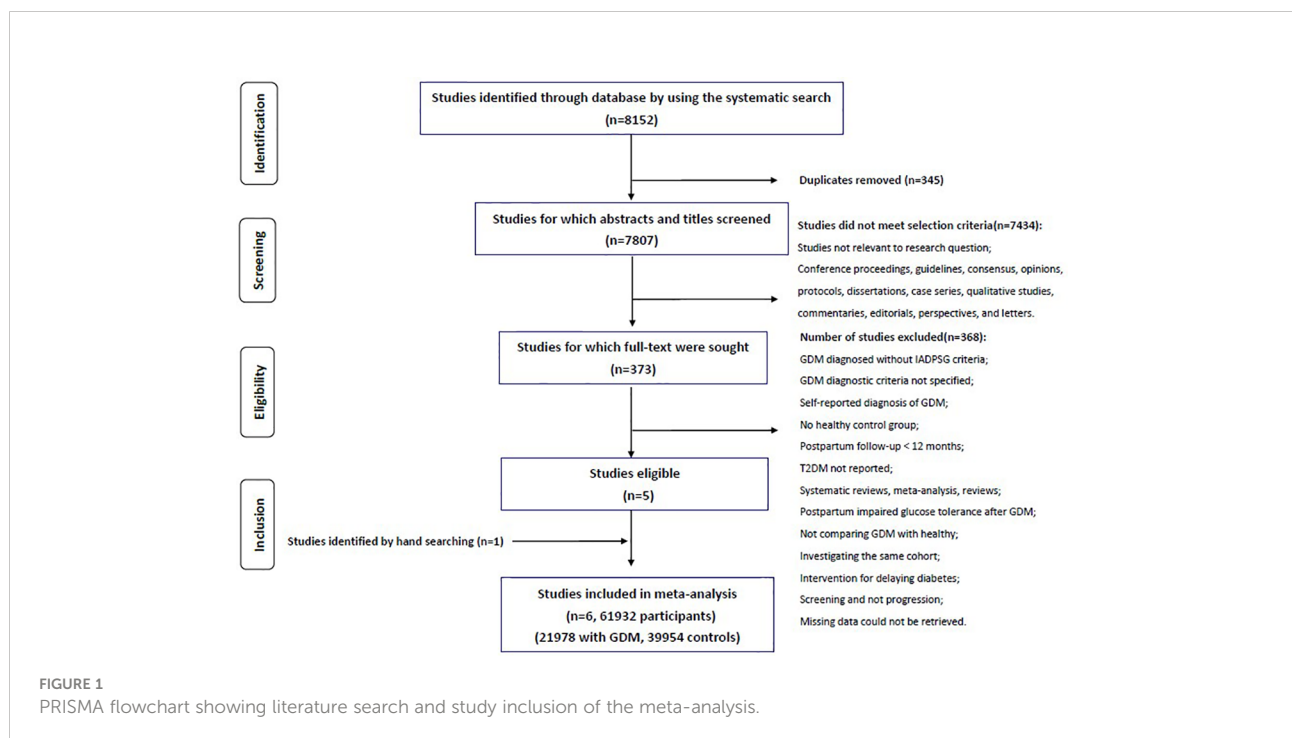 Identification
Studies identified through database by using the systematic search
(n=8152)
Duplicates removed (n=345)
Screening
Studies for which abstracts and titles screened
(n=7807)
Studies did not meet selection criteria(n=7434):
Studies not relevant to research question;
Conference proceedings, guidelines, consensus, opinions,
protocols, dissertations, case series, qualitative studies,
commentaries, editorials, perspectives, and letters.
Eligibility
Studies for which full-text were sought
(n=373)
Number of studies excluded(n=368):
GDM diagnosed without IADPSG criteria;
GDM diagnostic criteria not specified;
Self-reported diagnosis of GDM;
No healthy control group;
Postpartum follow-up < 12 months;
T2DM not reported;
Systematic reviews, meta-analysis, reviews;
Postpartum impaired glucose tolerance after GDM;
Not comparing GDM with healthy;
Investigating the same cohort;
Intervention for delaying diabetes;
Screening and not progression;
Missing data could not be retrieved.
Inclusion
Studies eligible
(n=5)
Studies identified by hand searching (n=1)
Studies included in meta-analysis
(n=6, 61932 participants)
(21978 with GDM, 39954 controls)
FIGURE 1
PRISMA flowchart showing literature search and study inclusion of the meta-analysis.